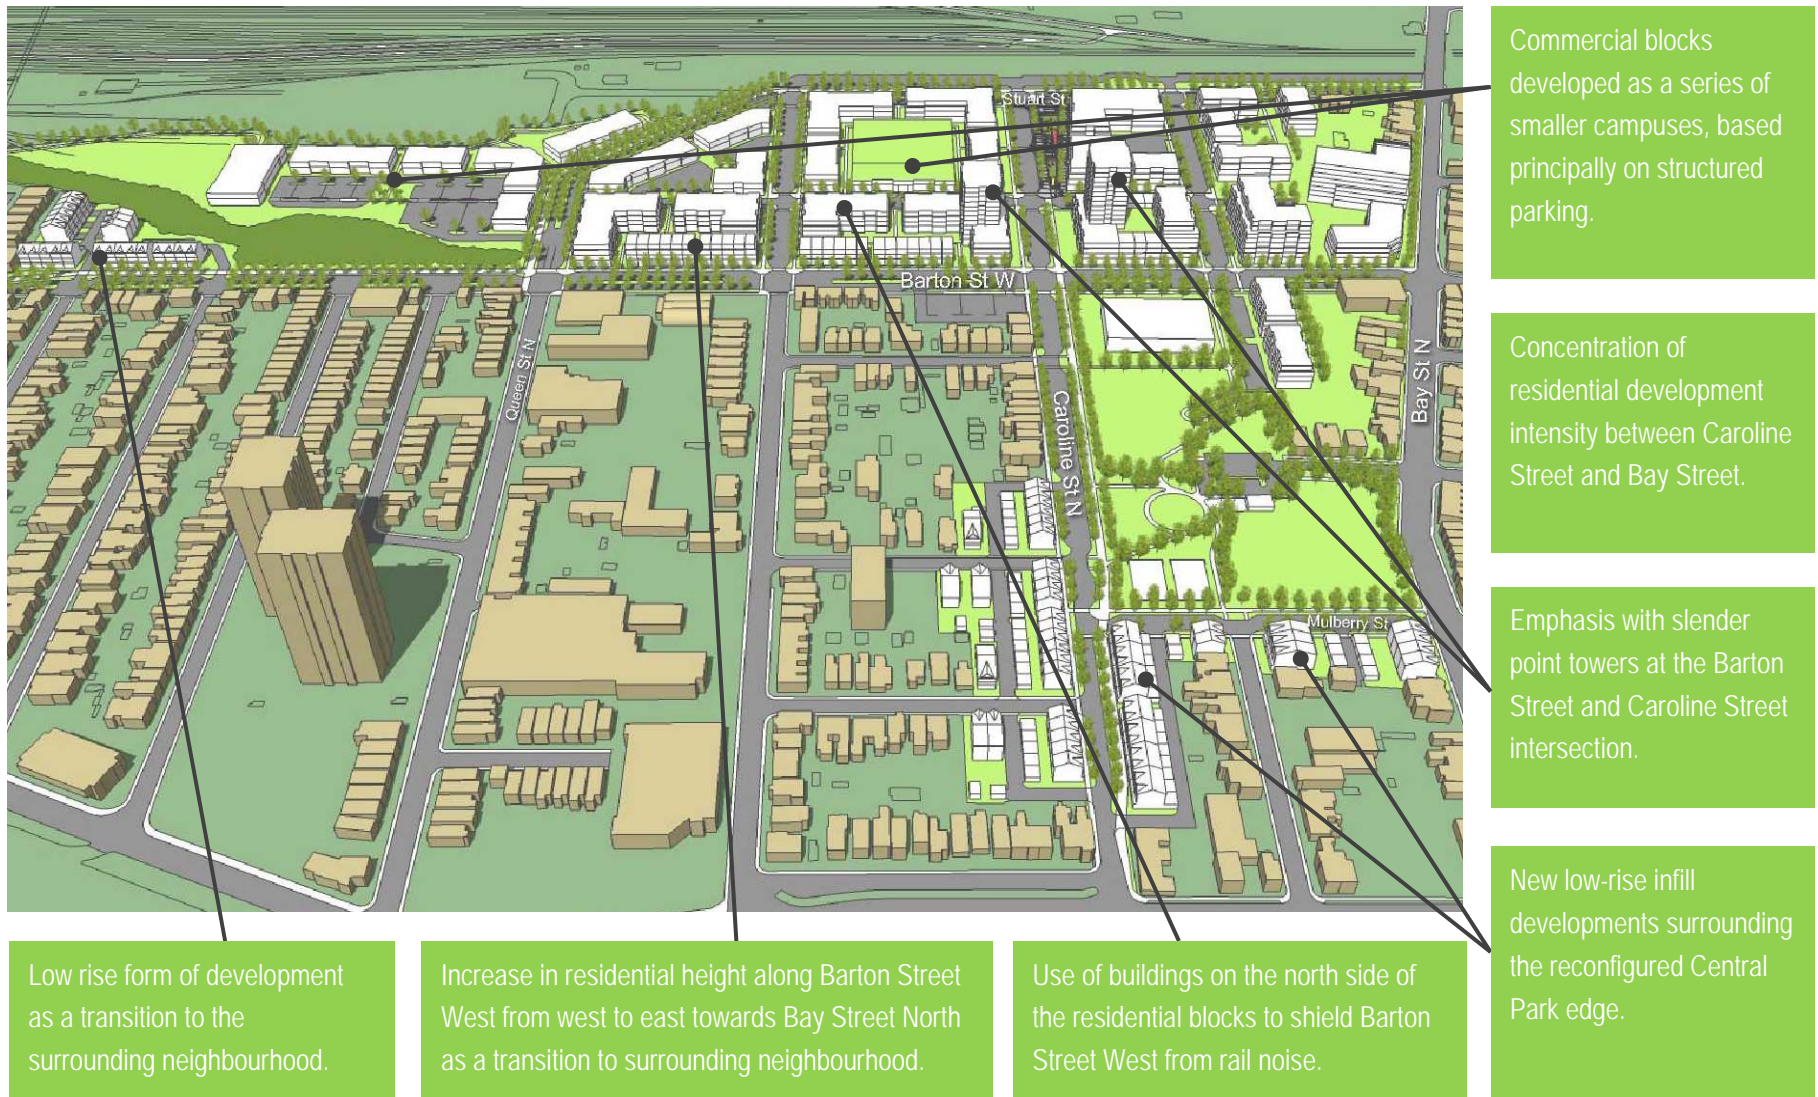 Stuart St
Barton St W
Queen St N
Caroline St N
Bay St N
Mulberry St
Commercial blocks
developed as a series of
smaller campuses, based
principally on structured
parking.
Concentration of
residential development
intensity between Caroline
Street and Bay Street.
Emphasis with slender
point towers at the Barton
Street and Caroline Street
intersection.
New low-rise infill
developments surrounding
the reconfigured Central
Park edge.
Low rise form of development
as a transition to the
surrounding neighbourhood.
Increase in residential height along Barton Street
West from west to east towards Bay Street North
as a transition to surrounding neighbourhood.
Use of buildings on the north side of
the residential blocks to shield Barton
Street West from rail noise.